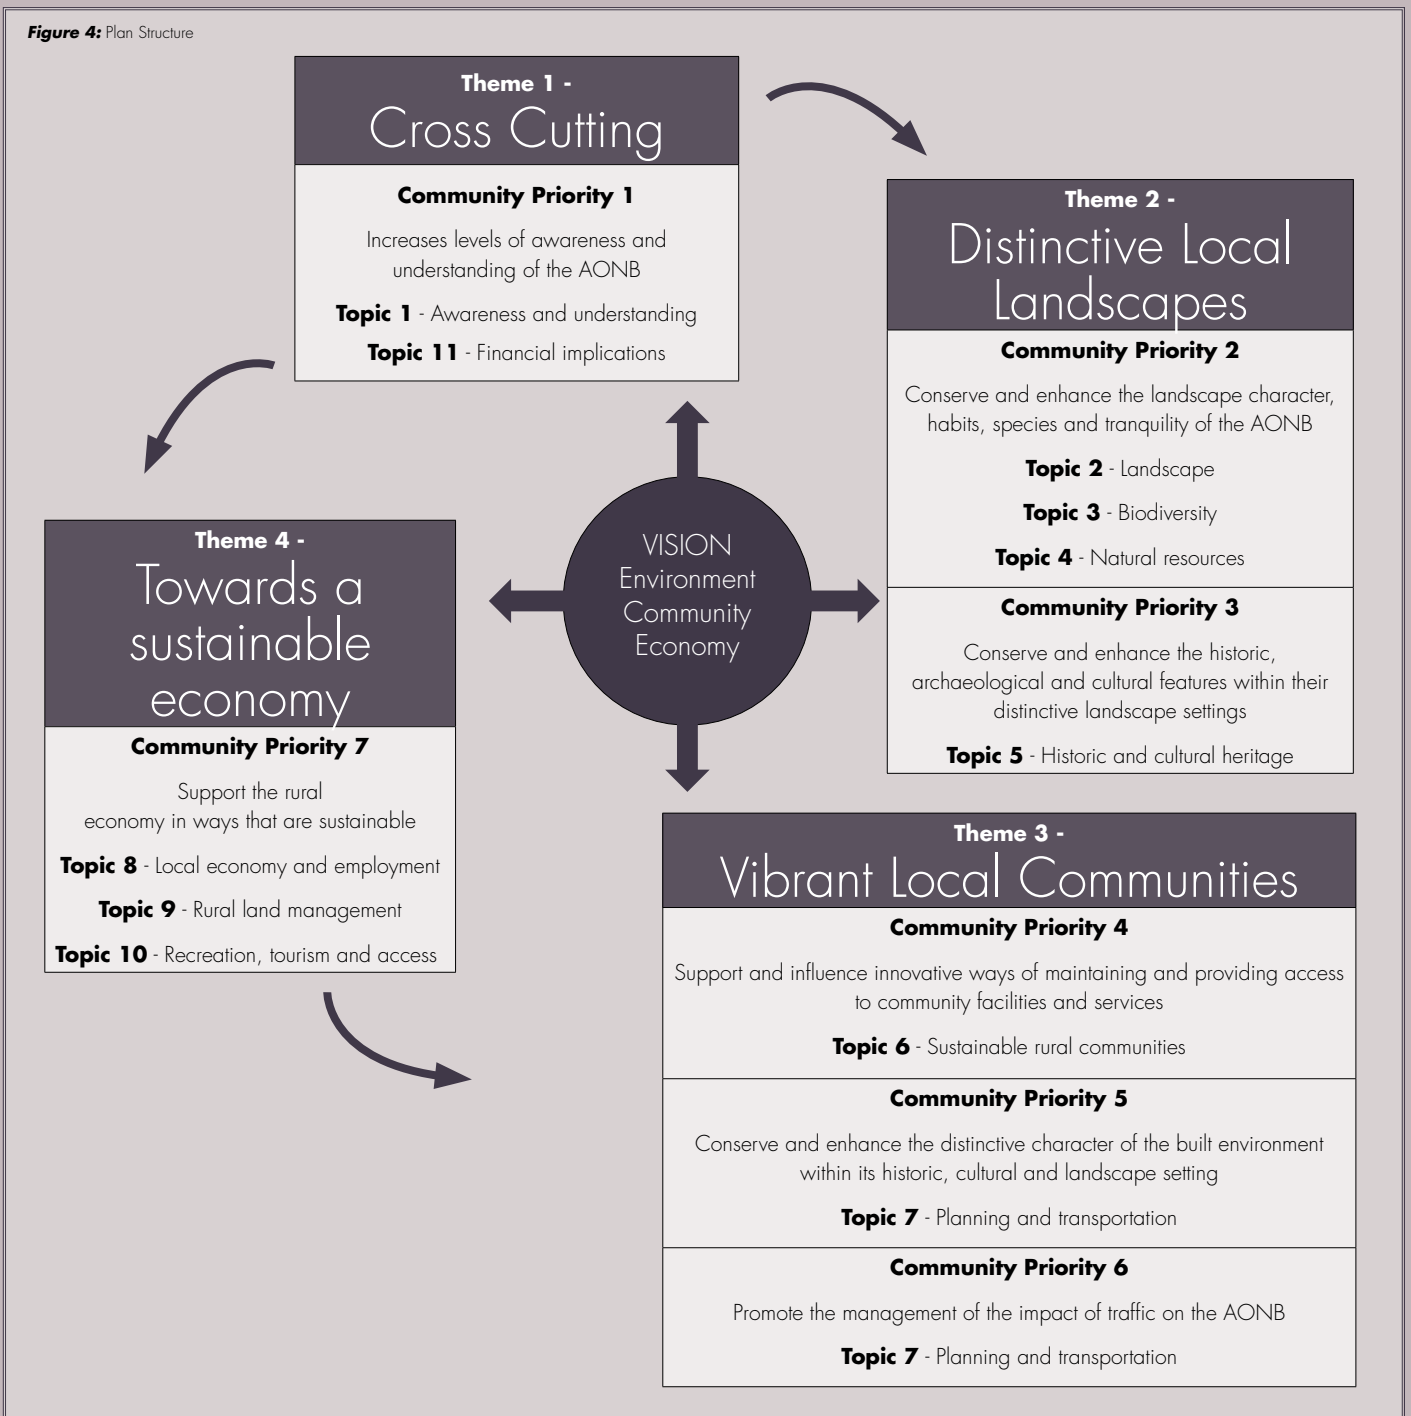 Figure 4: Plan Structure
Theme 1 -
Cross Cutting
Community Priority 1
Increases levels of awareness and
understanding of the AONB
Topic 1 - Awareness and understanding
Topic 11 - Financial implications
Theme 2 -
Distinctive Local
Landscapes
Community Priority 2
Conserve and enhance the landscape character,
habits, species and tranquility of the AONB
Topic 2 - Landscape
Topic 3 - Biodiversity
Topic 4 - Natural resources
Community Priority 3
Conserve and enhance the historic,
archaeological and cultural features within their
distinctive landscape settings
Topic 5 - Historic and cultural heritage
VISION
Environment
Community
Economy
Theme 4 -
Towards a
sustainable
economy
Community Priority 7
Support the rural
economy in ways that are sustainable
Topic 8 - Local economy and employment
Topic 9 - Rural land management
Topic 10 - Recreation, tourism and access
Theme 3 -
Vibrant Local Communities
Community Priority 4
Support and influence innovative ways of maintaining and providing access
to community facilities and services
Topic 6 - Sustainable rural communities
Community Priority 5
Conserve and enhance the distinctive character of the built environment
within its historic, cultural and landscape setting
Topic 7 - Planning and transportation
Community Priority 6
Promote the management of the impact of traffic on the AONB
Topic 7 - Planning and transportation